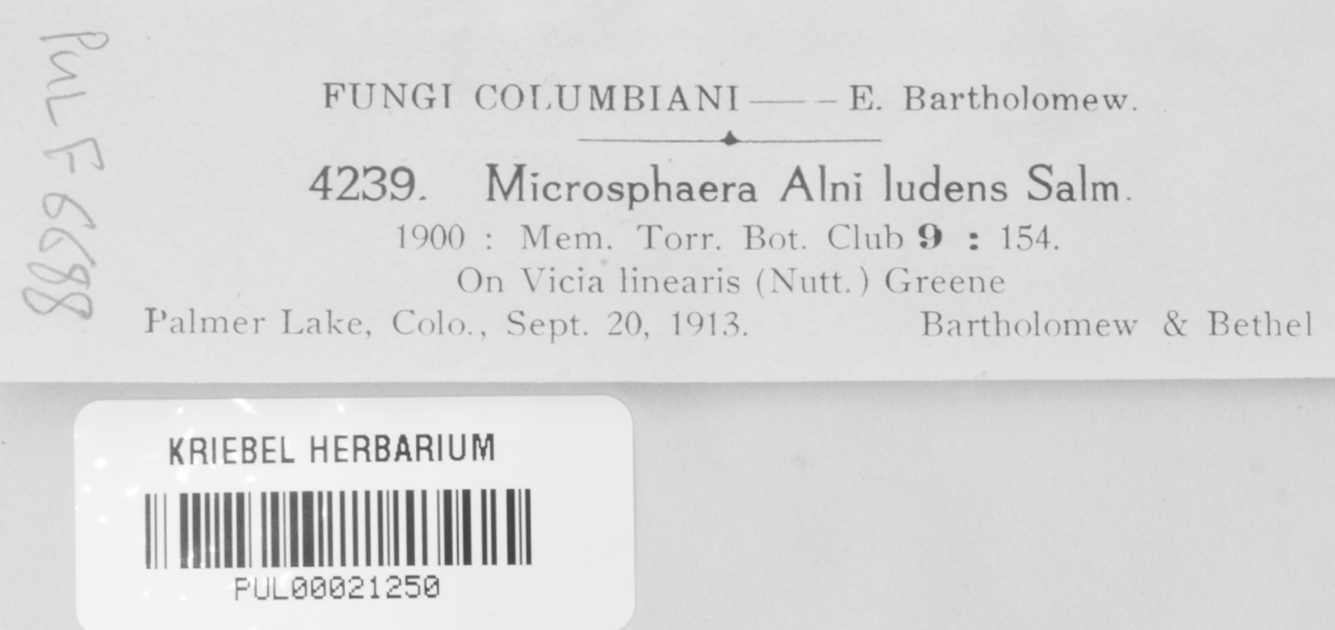 PUL F 6688
FUNGI COLUMBIANI —— – E. Bartholomew.
4239. Microsphaera Alni ludens Salm.
1900 : Mem. Torr. Bot. Club 9 : 154.
On Vicia linearis (Nutt.) Greene
Palmer Lake, Colo., Sept. 20, 1913. Bartholomew & Bethel
KRIEBEL HERBARIUM
PUL00021250